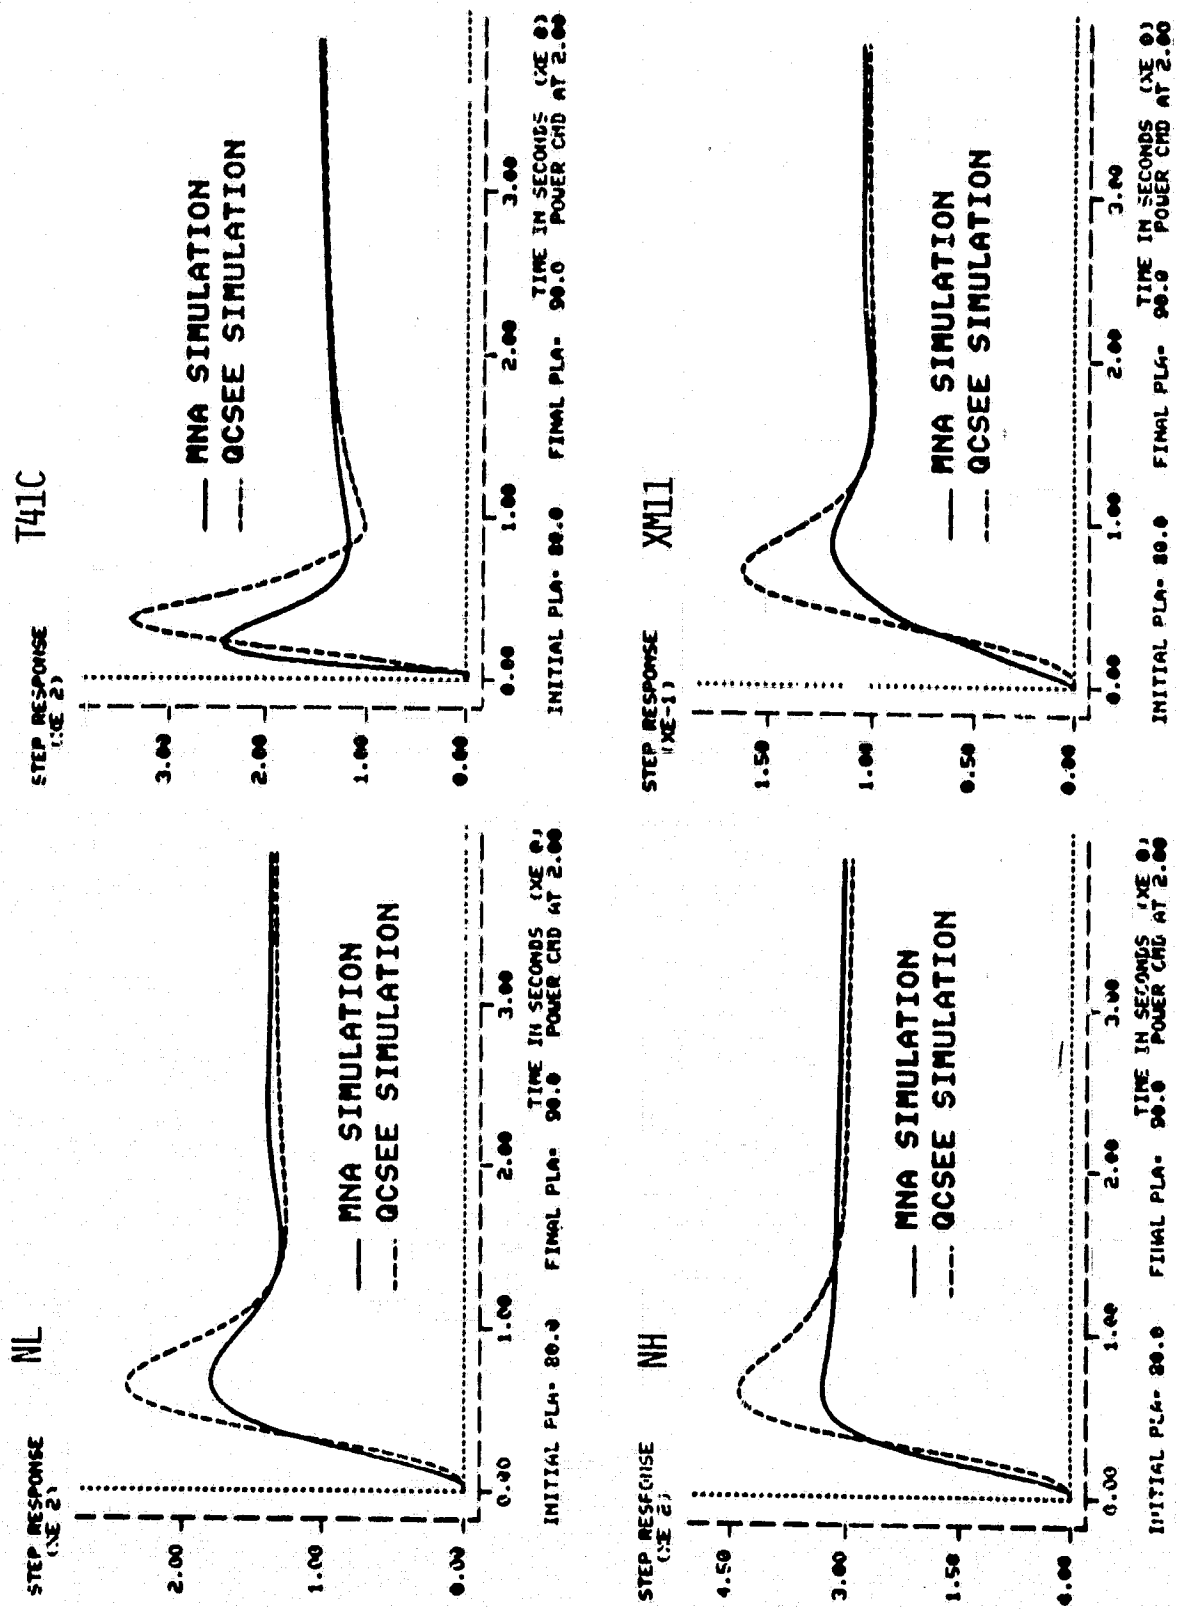 NL
STEP RESPONSE
(XE 2)
2.00
1.00
0.00
MNA SIMULATION
QCSEE SIMULATION
0.00 1.00 2.00 3.00
TIME IN SECONDS (XE 0)
INITIAL PLA= 80.0 FINAL PLA= 90.0 POWER CMD AT 2.00
T41C
STEP RESPONSE
(XE 2)
3.00
2.00
1.00
0.00
MNA SIMULATION
QCSEE SIMULATION
0.00 1.00 2.00 3.00
TIME IN SECONDS (XE 0)
INITIAL PLA= 80.0 FINAL PLA= 90.0 POWER CMD AT 2.00
NH
STEP RESPONSE
(XE 2)
4.50
3.00
1.50
0.00
MNA SIMULATION
QCSEE SIMULATION
0.00 1.00 2.00 3.00
TIME IN SECONDS (XE 0)
INITIAL PLA= 80.0 FINAL PLA= 90.0 POWER CMD AT 2.00
XM11
STEP RESPONSE
(XE-1)
1.50
1.00
0.50
0.00
MNA SIMULATION
QCSEE SIMULATION
0.00 1.00 2.00 3.00
TIME IN SECONDS (XE 0)
INITIAL PLA= 80.0 FINAL PLA= 90.0 POWER CMD AT 2.00